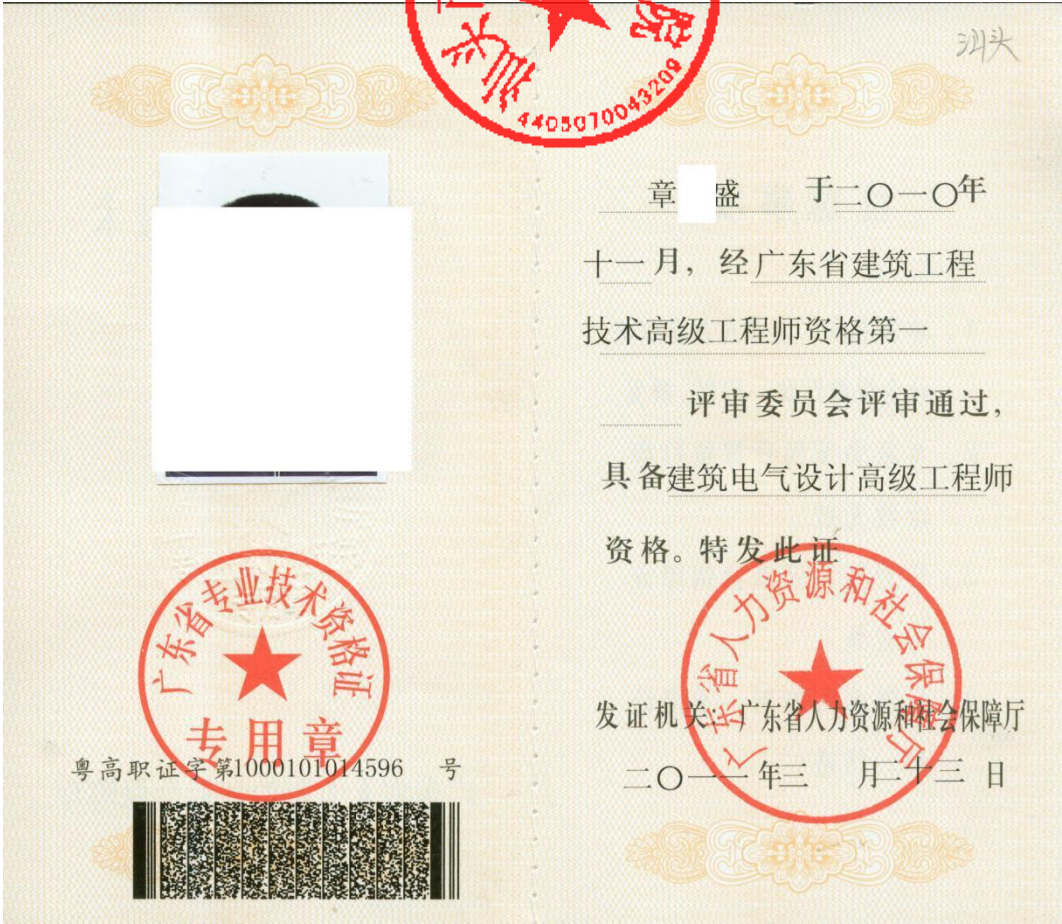 汕头
院
4405070043209
广东省专业技术资格证
专用章
粤高职证字第1000101014596 号
章 盛 于二〇一〇年
十一月，经广东省建筑工程
技术高级工程师资格第一
评审委员会评审通过，
具备建筑电气设计高级工程师
资格。特发此证
广东省人力资源和社会保障厅
发证机关：广东省人力资源和社会保障厅
二〇一一年三 月二十三 日
汕头